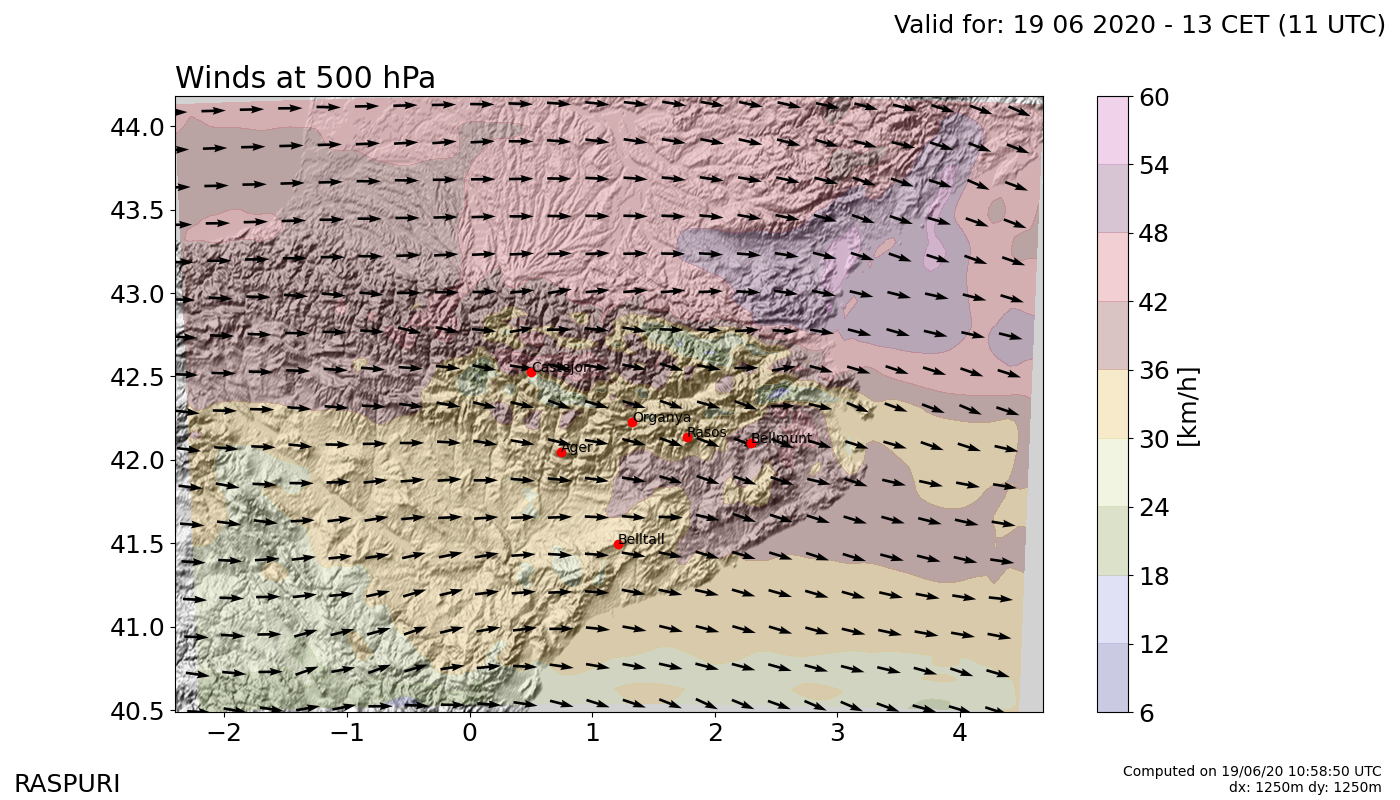 Valid for: 19 06 2020 - 13 CET (11 UTC)
Winds at 500 hPa
44.0
43.5
43.0
42.5
42.0
41.5
41.0
40.5
−2
−1
0
1
2
3
4
Castejon
Organya
Rasos
Bellmunt
Ager
Belltall
60
54
48
42
36
30
24
18
12
6
[km/h]
RASPURI
Computed on 19/06/20 10:58:50 UTC
dx: 1250m dy: 1250m